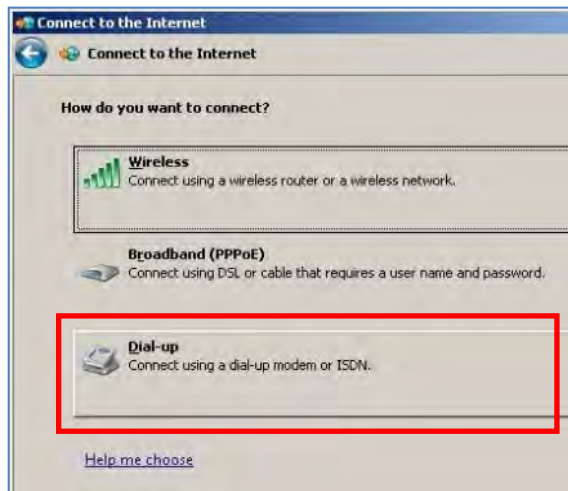 Connect to the Internet
Connect to the Internet
How do you want to connect?
Wireless
Connect using a wireless router or a wireless network.
Broadband (PPPoE)
Connect using DSL or cable that requires a user name and password.
Dial-up
Connect using a dial-up modem or ISDN.
Help me choose